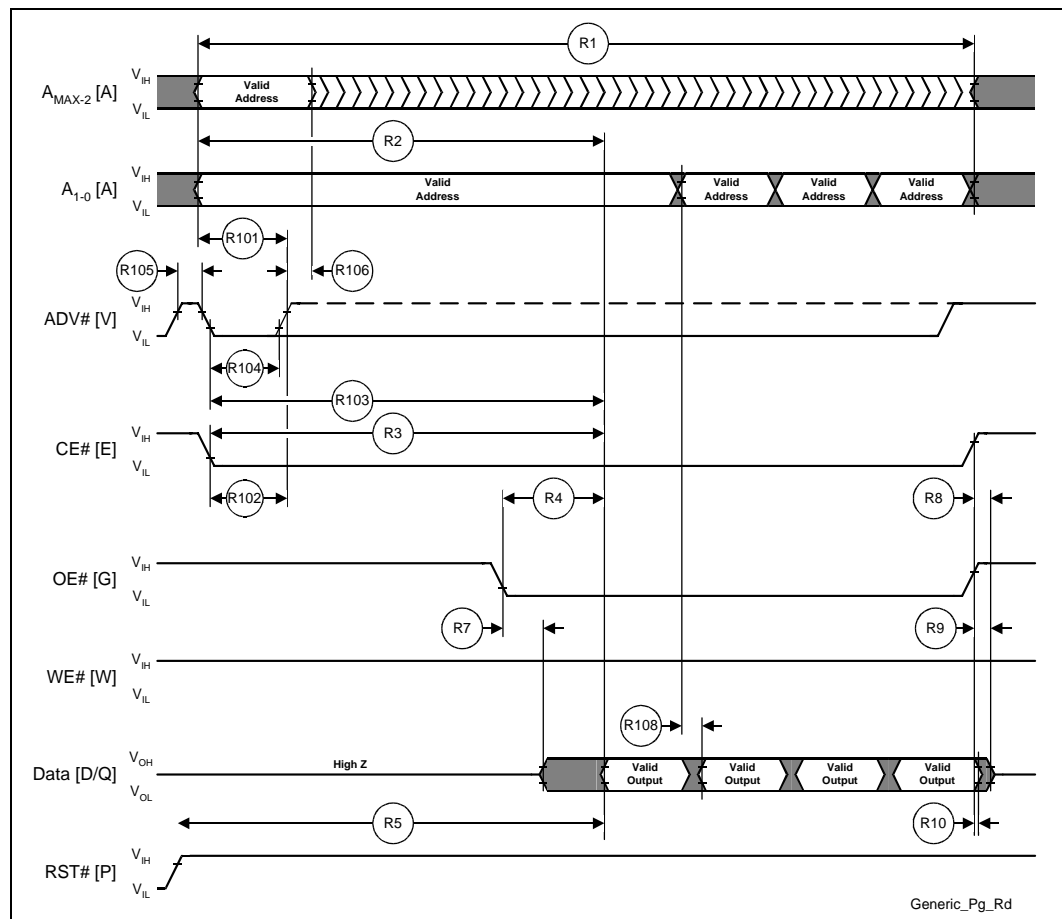 R1
V_IH
A_MAX-2 [A]
Valid
Address
V_IL
R2
V_IH
A_1-0 [A]
Valid
Address
Valid
Address
Valid
Address
Valid
Address
V_IL
R101
R105
R106
V_IH
ADV# [V]
V_IL
R104
R103
V_IH
R3
CE# [E]
V_IL
R102
R4
R8
V_IH
OE# [G]
V_IL
R7
R9
V_IH
WE# [W]
V_IL
R108
V_OH
Data [D/Q]
High Z
Valid
Output
Valid
Output
Valid
Output
Valid
Output
V_OL
R5
R10
V_IH
RST# [P]
V_IL
Generic_Pg_Rd